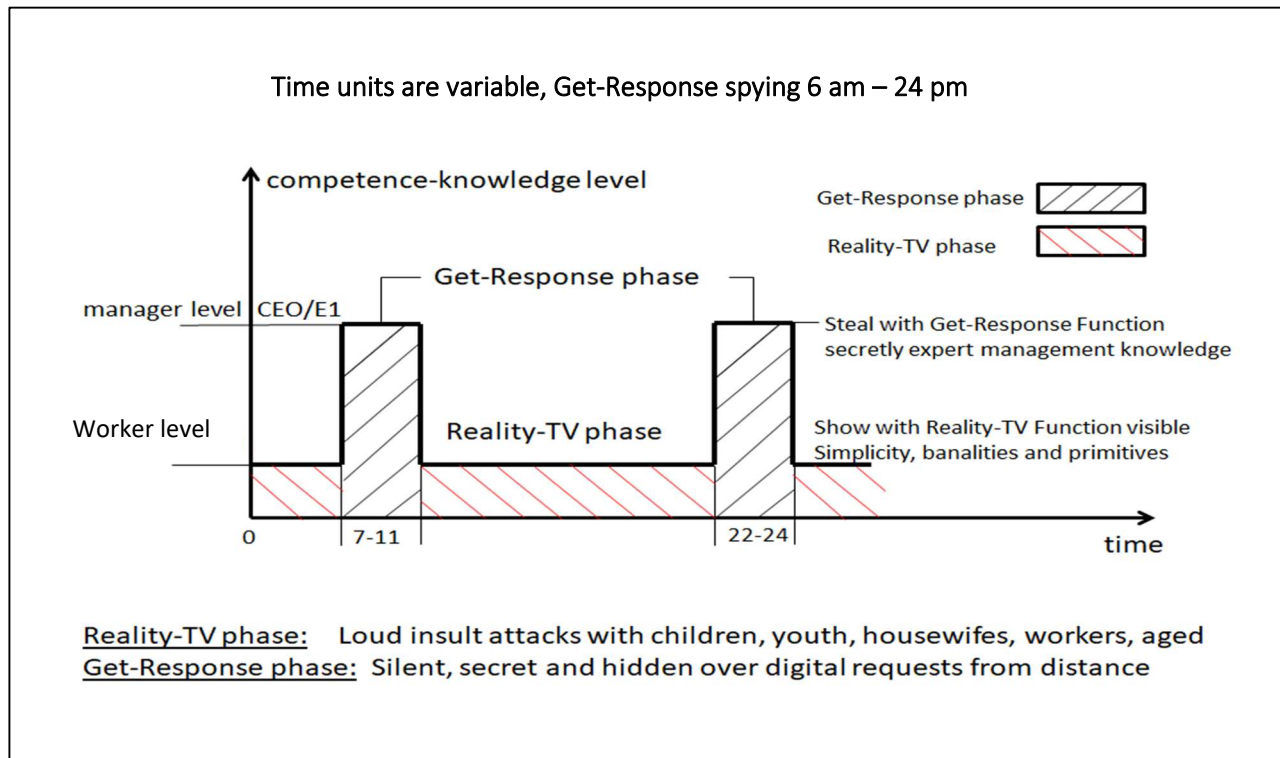 Time units are variable, Get-Response spying 6 am – 24 pm
competence-knowledge level
Get-Response phase
Reality-TV phase
Get-Response phase
manager level CEO/E1
Steal with Get-Response Function
secretly expert management knowledge
Worker level
Reality-TV phase
Show with Reality-TV Function visible
Simplicity, banalities and primitives
0
7-11
22-24
time
Reality-TV phase: Loud insult attacks with children, youth, housewifes, workers, aged
Get-Response phase: Silent, secret and hidden over digital requests from distance